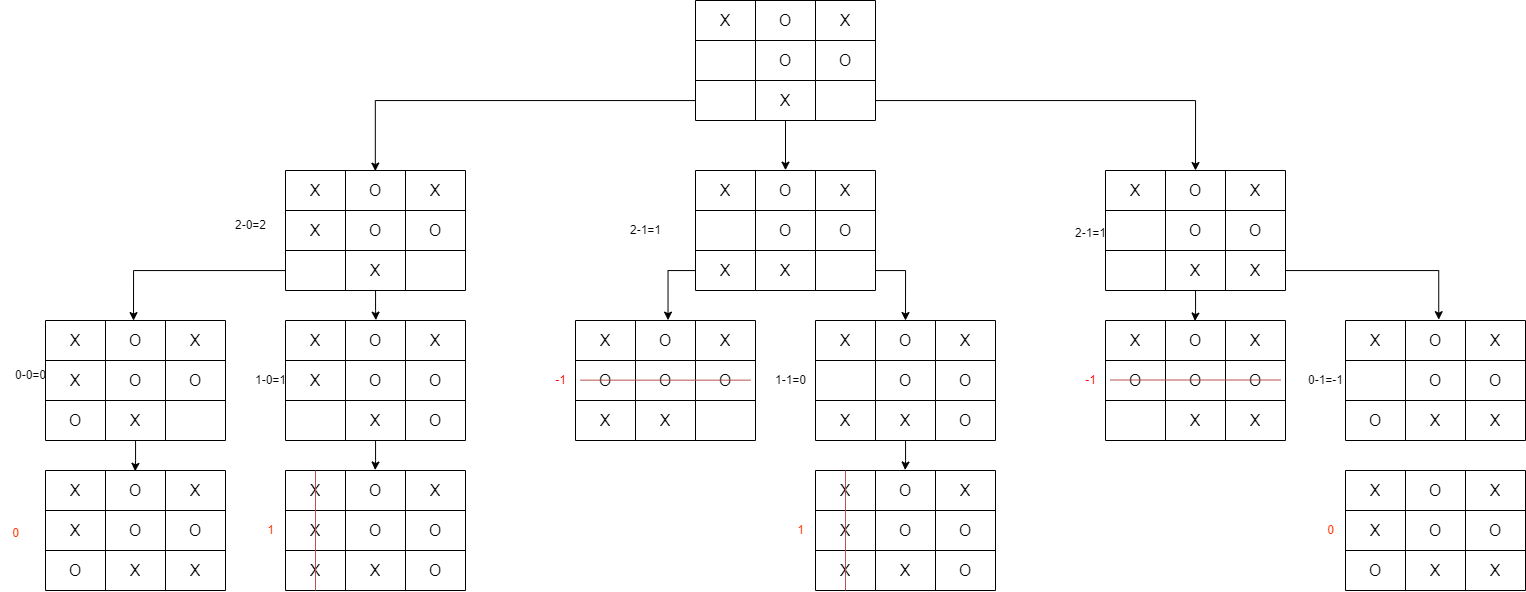 X O X
O O
X
2-0=2
X O X
X O O
X
2-1=1
X O X
O O
X X
2-1=1
X O X
O O
X X
0-0=0
X O X
X O O
O X
1-0=1
X O X
X O O
X O
-1
X O X
O O O
X X
1-1=0
X O X
O O
X X O
-1
X O X
O O O
X X
0-1=-1
X O X
O O
O X X
0
X O X
X O O
O X X
1
X O X
X O O
X X O
1
X O X
X O O
X X O
0
X O X
X O O
O X X